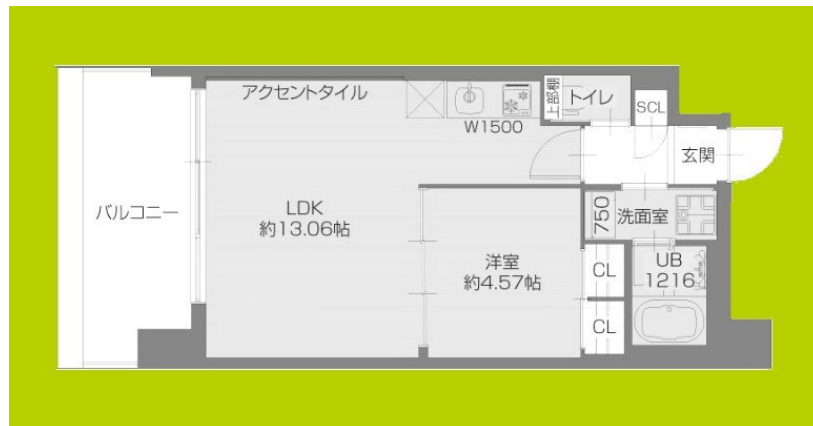 アクセントタイル
上部棚
トイレ
SCL
W1500
玄関
バルコニー
LDK
約13.06帖
750
洗面室
洋室
約4.57帖
CL
UB
1216
CL